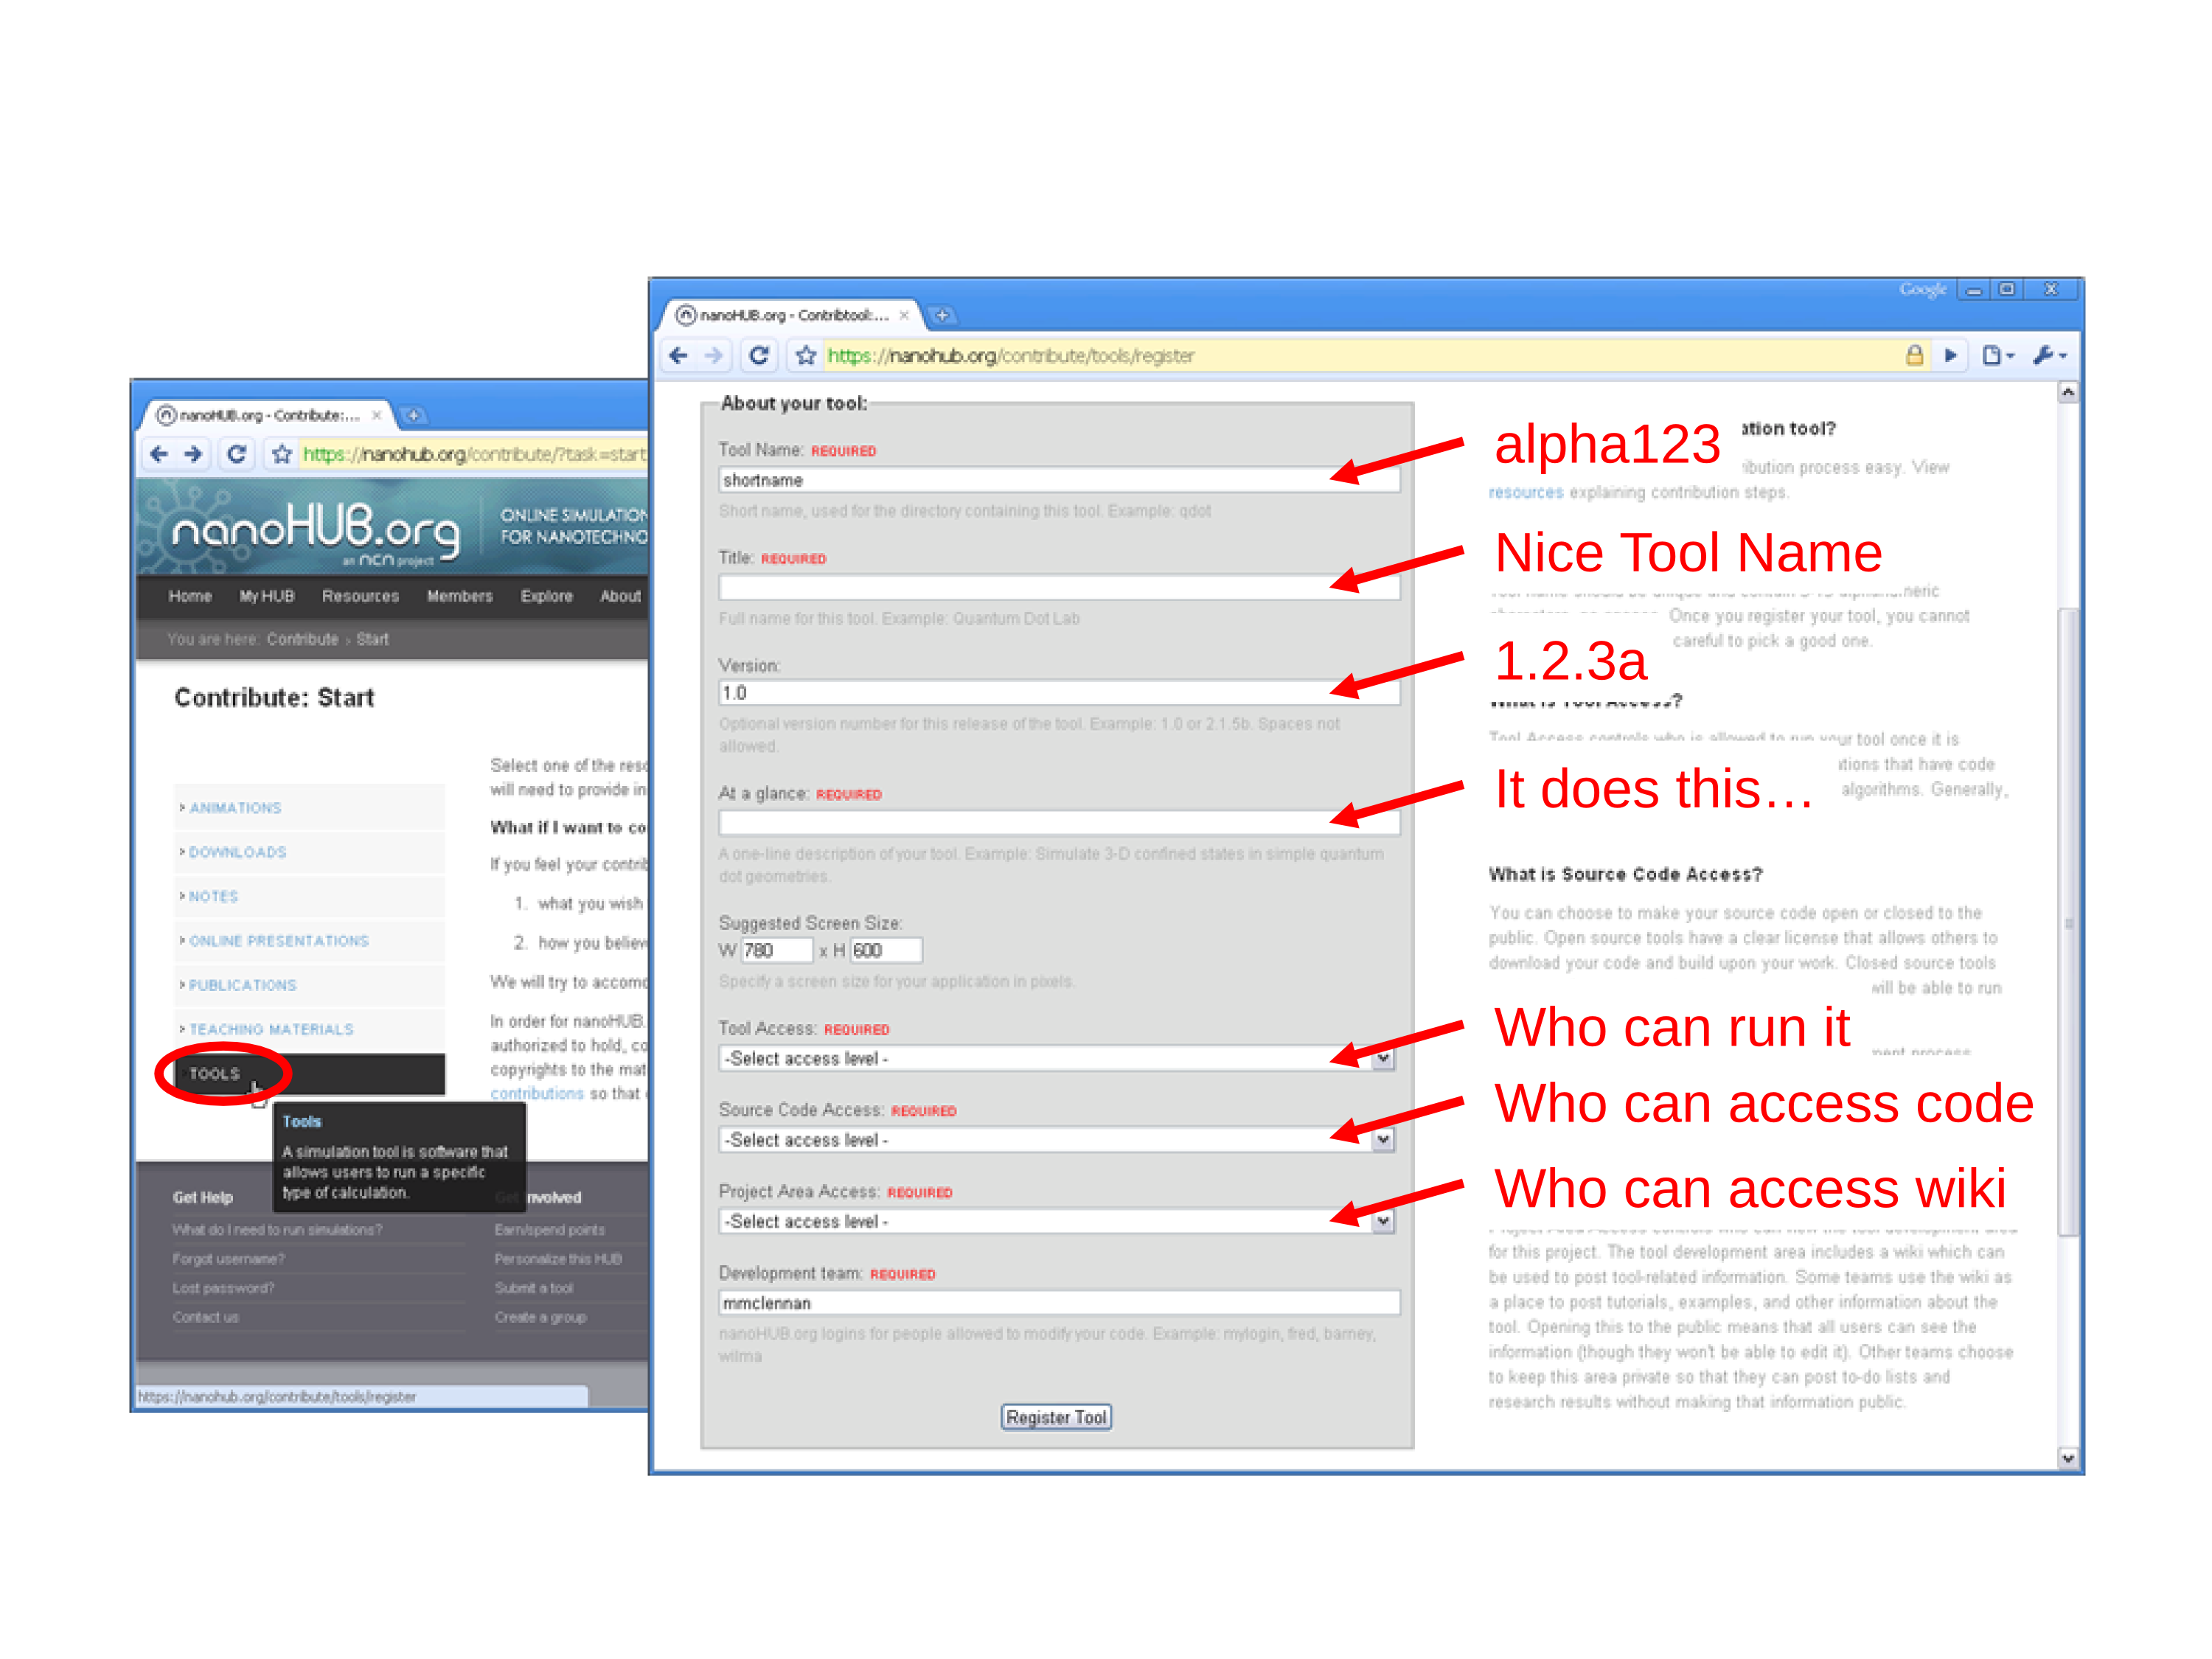 nanoHUB.org - Contribute:...
https://nanohub.org/contribute/?task=start
nanoHUB.org
an ncn project
ONLINE SIMULATION
FOR NANOTECHNO
Home My HUB Resources Members Explore About
You are here: Contribute › Start
Contribute: Start
ANIMATIONS
DOWNLOADS
NOTES
ONLINE PRESENTATIONS
PUBLICATIONS
TEACHING MATERIALS
TOOLS
Select one of the reso
will need to provide in
What if I want to co
If you feel your contrib
1. what you wish
2. how you believ
We will try to accomo
In order for nanoHUB.
authorized to hold, co
copyrights to the mat
contributions so that
Tools
A simulation tool is software that
allows users to run a specific
type of calculation.
Get Help
What do I need to run simulations?
Forgot username?
Lost password?
Contact us
Get Involved
Earn/spend points
Personalize this HUB
Submit a tool
Create a group
https://nanohub.org/contribute/tools/register
Google
nanoHUB.org - Contribtool:...
https://nanohub.org/contribute/tools/register
About your tool:
Tool Name: REQUIRED
shortname
Short name, used for the directory containing this tool. Example: qdot
Title: REQUIRED
Full name for this tool. Example: Quantum Dot Lab
Version:
1.0
Optional version number for this release of the tool. Example: 1.0 or 2.1.5b. Spaces not
allowed.
At a glance: REQUIRED
A one-line description of your tool. Example: Simulate 3-D confined states in simple quantum
dot geometries.
Suggested Screen Size:
W 780 x H 600
Specify a screen size for your application in pixels.
Tool Access: REQUIRED
-Select access level -
Source Code Access: REQUIRED
-Select access level -
Project Area Access: REQUIRED
-Select access level -
Development team: REQUIRED
mmclennan
nanoHUB.org logins for people allowed to modify your code. Example: mylogin, fred, barney,
wilma
Register Tool
alpha123
ation tool?
ibution process easy. View
resources explaining contribution steps.
Nice Tool Name
neric
Once you register your tool, you cannot
careful to pick a good one.
1.2.3a
What is Tool Access?
Tool Access controls who is allowed to run your tool once it is
tions that have code
algorithms. Generally,
It does this…
What is Source Code Access?
You can choose to make your source code open or closed to the
public. Open source tools have a clear license that allows others to
download your code and build upon your work. Closed source tools
will be able to run
Who can run it
ment process
Who can access code
Who can access wiki
Project Area Access controls who can view the tool development area
for this project. The tool development area includes a wiki which can
be used to post tool-related information. Some teams use the wiki as
a place to post tutorials, examples, and other information about the
tool. Opening this to the public means that all users can see the
information (though they won't be able to edit it). Other teams choose
to keep this area private so that they can post to-do lists and
research results without making that information public.